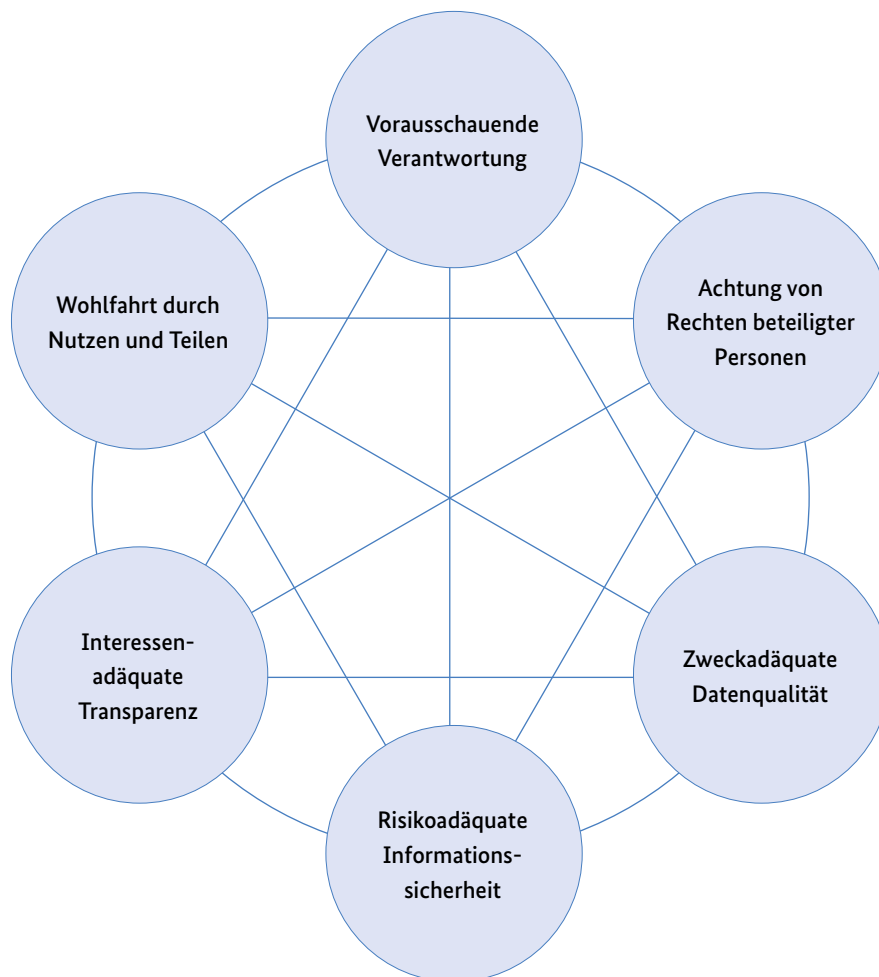 Vorausschauende
Verantwortung
Wohlfahrt durch
Nutzen und Teilen
Achtung von
Rechten beteiligter
Personen
Interessen-
adäquate
Transparenz
Zweckadäquate
Datenqualität
Risikoadäquate
Informations-
sicherheit